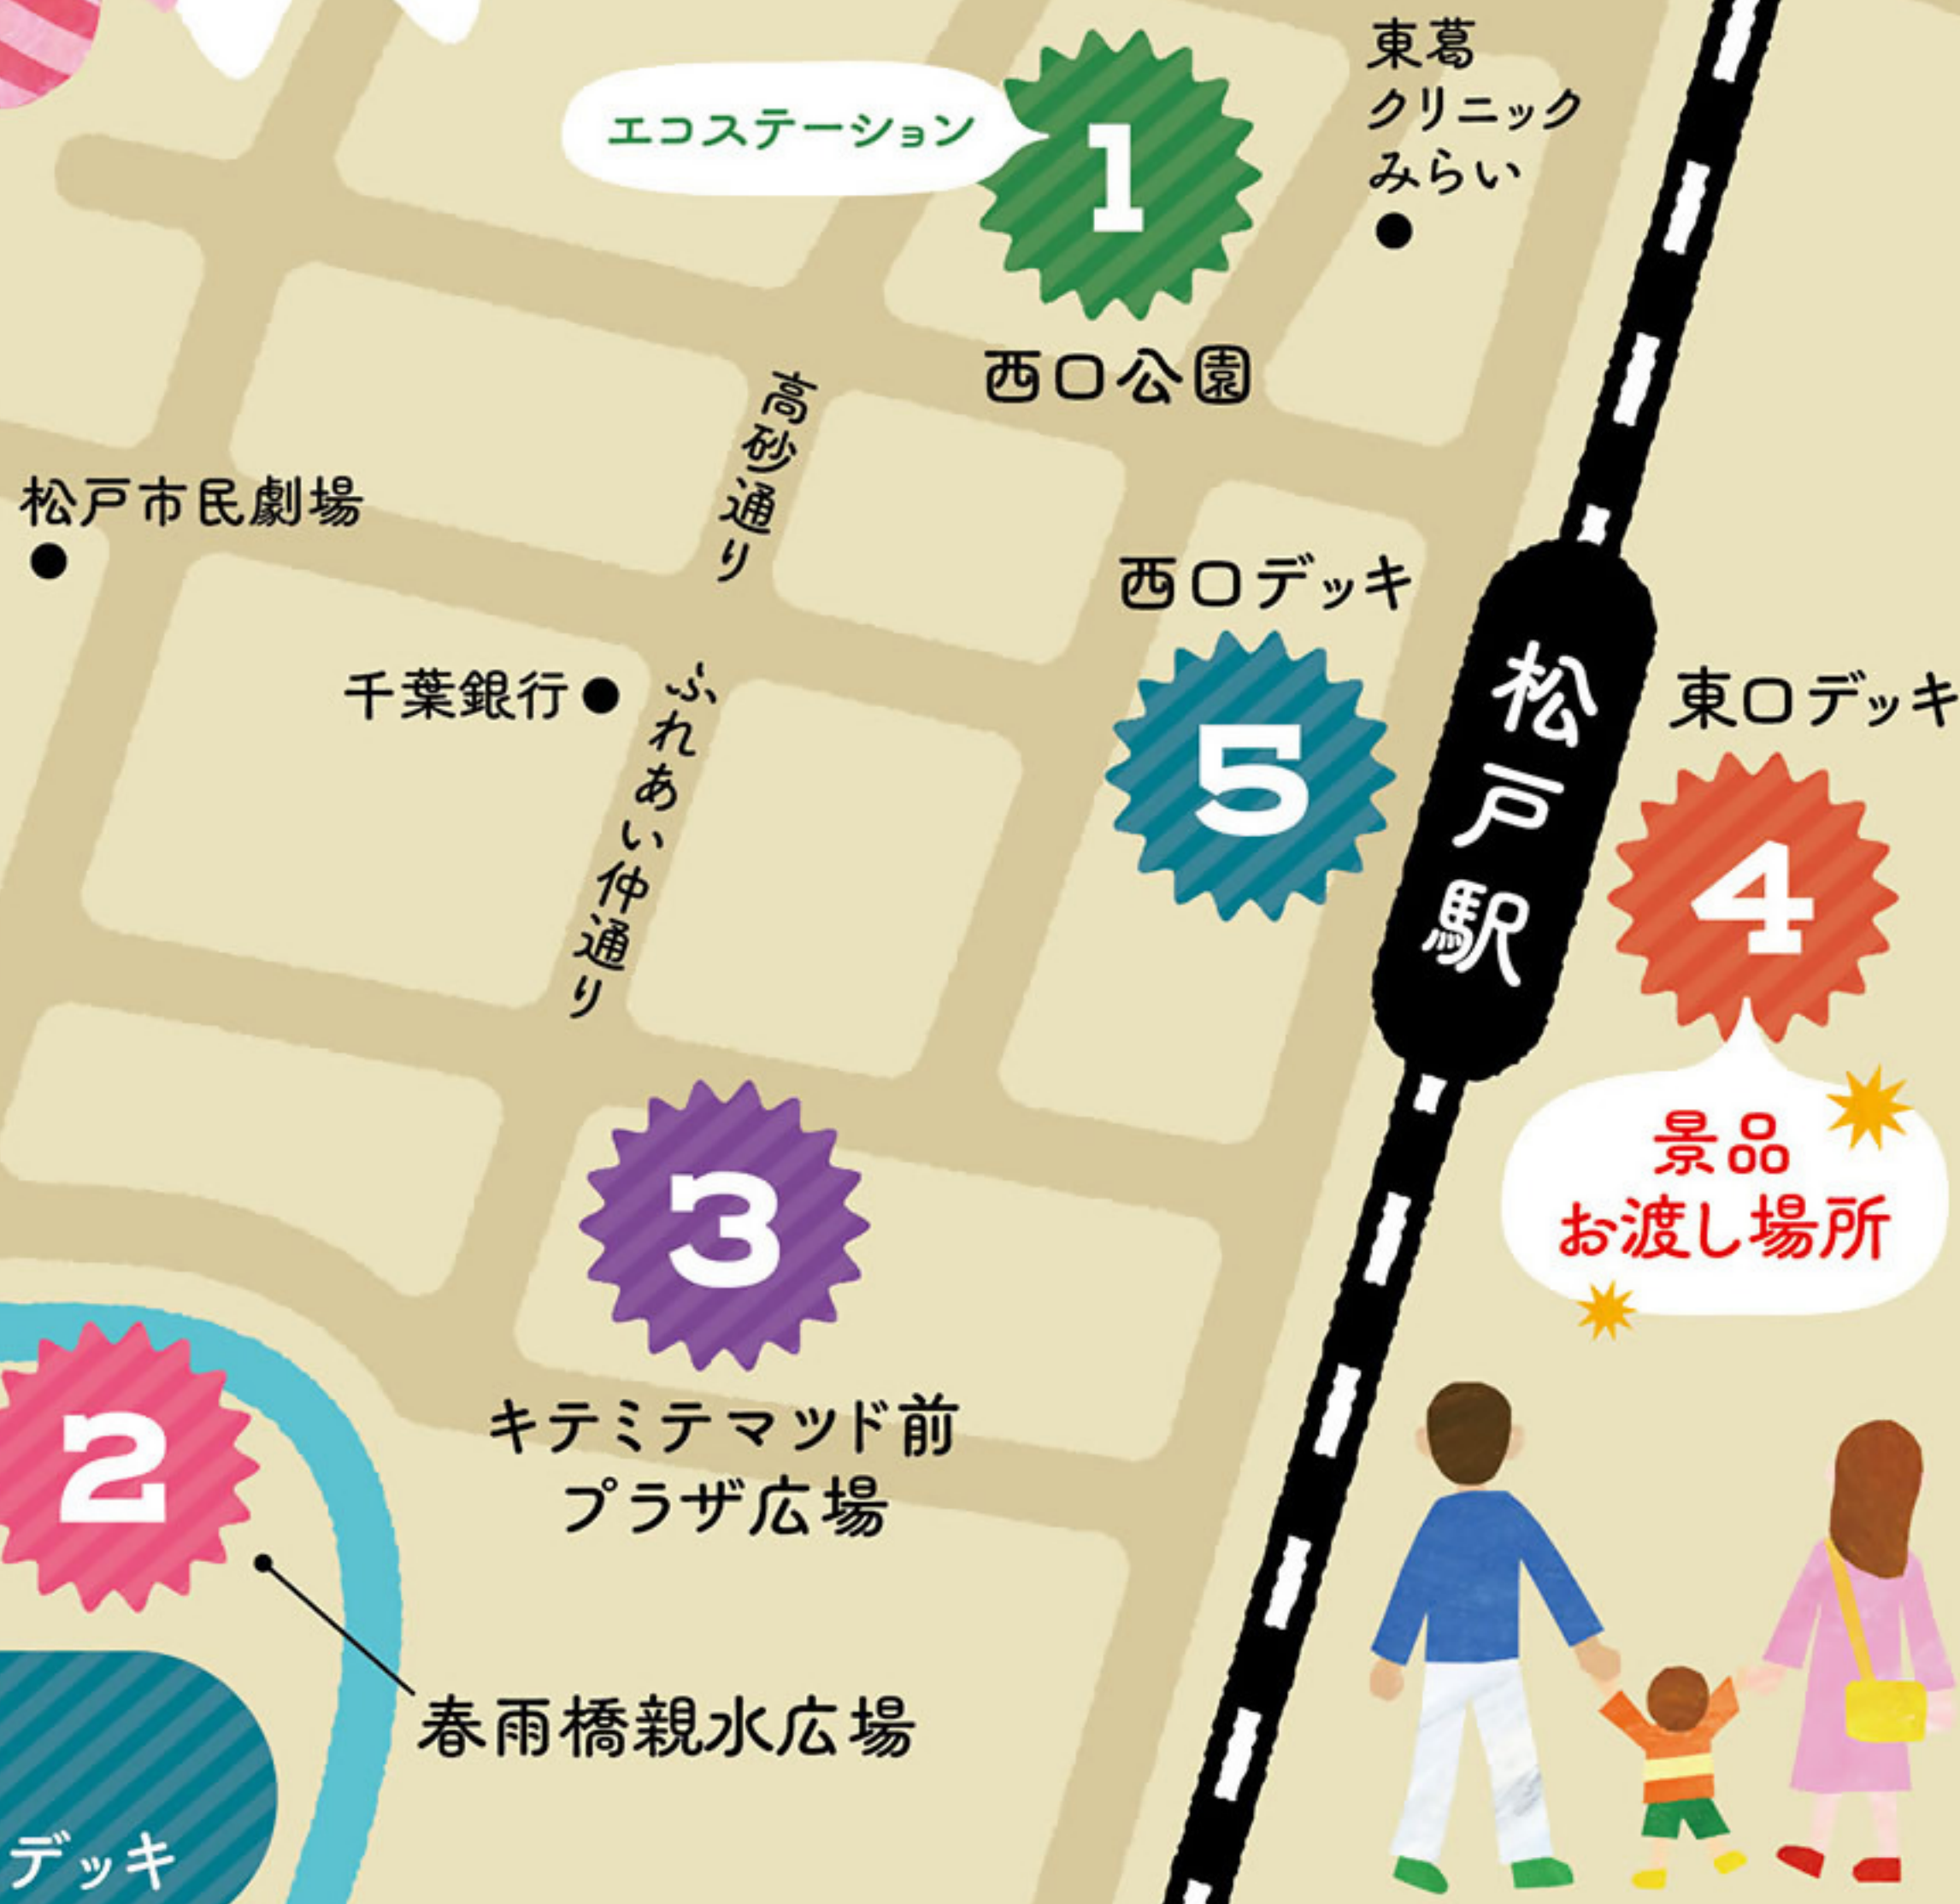 東葛
クリニック
みらい
エコステーション
1
西口公園
高砂通り
松戸市民劇場
西口デッキ
5
松戸駅
東口デッキ
4
千葉銀行
ふれあい仲通り
景品
お渡し場所
3
キテミテマッド前
プラザ広場
2
春雨橋親水広場
デッキ